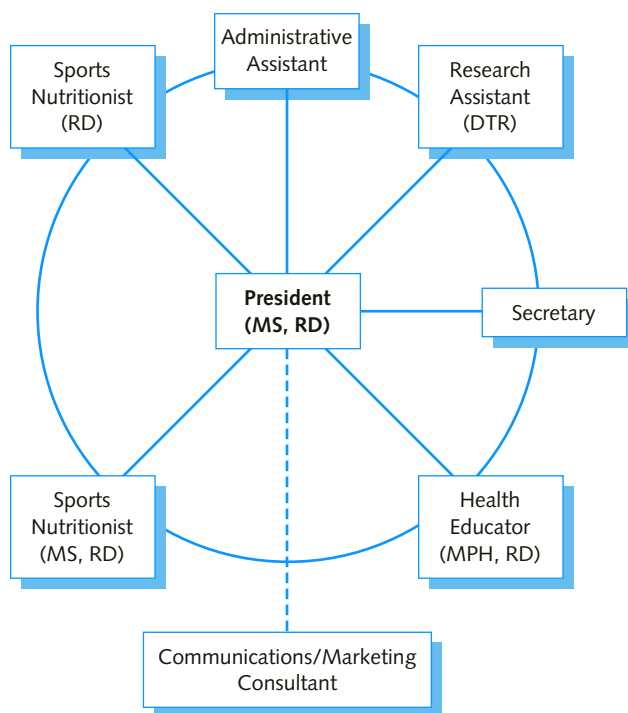 Administrative
Assistant
Sports
Nutritionist
(RD)
Research
Assistant
(DTR)
President
(MS, RD)
Secretary
Sports
Nutritionist
(MS, RD)
Health
Educator
(MPH, RD)
Communications/Marketing
Consultant